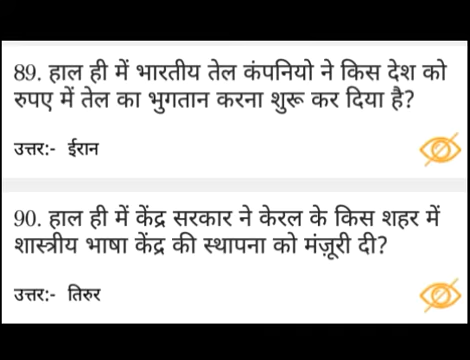 89. हाल ही में भारतीय तेल कंपनियो ने किस देश को
रुपए में तेल का भुगतान करना शुरू कर दिया है?
उत्तर:- ईरान
90. हाल ही में केंद्र सरकार ने केरल के किस शहर में
शास्त्रीय भाषा केंद्र की स्थापना को मंज़ूरी दी?
उत्तर:- तिरुर